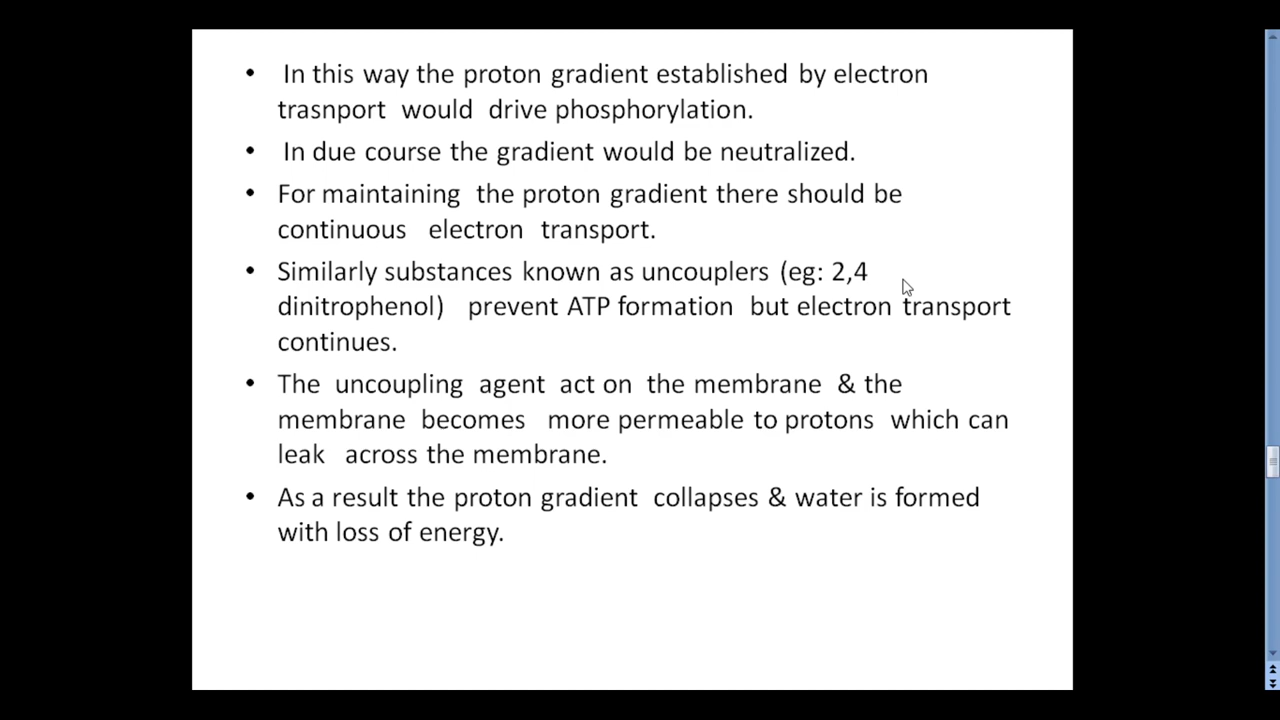 • In this way the proton gradient established by electron
trasnport would drive phosphorylation.
• In due course the gradient would be neutralized.
• For maintaining the proton gradient there should be
continuous electron transport.
• Similarly substances known as uncouplers (eg: 2,4
dinitrophenol) prevent ATP formation but electron transport
continues.
• The uncoupling agent act on the membrane & the
membrane becomes more permeable to protons which can
leak across the membrane.
• As a result the proton gradient collapses & water is formed
with loss of energy.